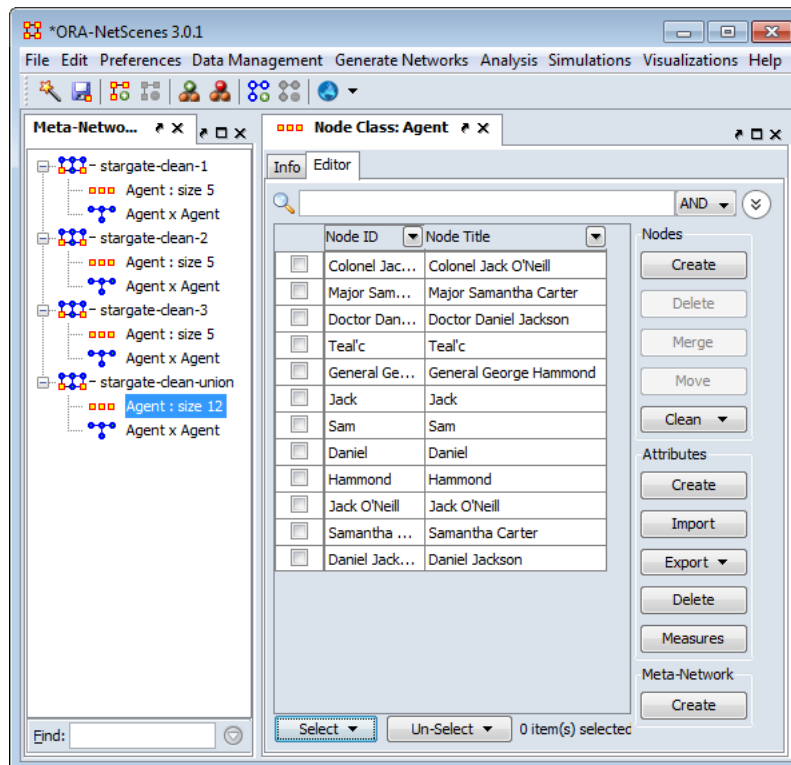 *ORA-NetScenes 3.0.1
File Edit Preferences Data Management Generate Networks Analysis Simulations Visualizations Help
Meta-Netwo...
stargate-clean-1
Agent : size 5
Agent x Agent
stargate-clean-2
Agent : size 5
Agent x Agent
stargate-clean-3
Agent : size 5
Agent x Agent
stargate-clean-union
Agent : size 12
Agent x Agent
Find:
Node Class: Agent
Info Editor
AND
Node ID Node Title
Colonel Jac... Colonel Jack O'Neill
Major Sam... Major Samantha Carter
Doctor Dan... Doctor Daniel Jackson
Teal'c Teal'c
General Ge... General George Hammond
Jack Jack
Sam Sam
Daniel Daniel
Hammond Hammond
Jack O'Neill Jack O'Neill
Samantha ... Samantha Carter
Daniel Jack... Daniel Jackson
Select Un-Select 0 item(s) selected
Nodes
Create
Delete
Merge
Move
Clean
Attributes
Create
Import
Export
Delete
Measures
Meta-Network
Create